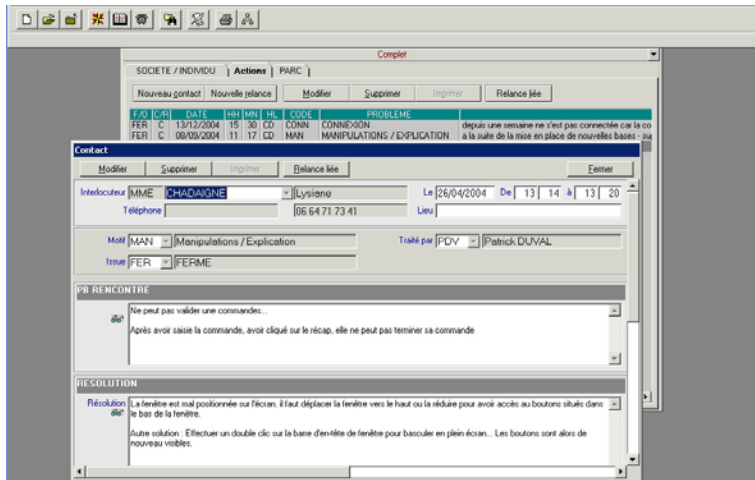 Complet
SOCIETE / INDIVIDU Actions PARC
Nouveau contact Nouvelle relance Modifier Supprimer Imprimer Relance liée
F/O C/R DATE HH MN HL CODE PROBLEME
FER C 13/12/2004 15 30 CD CONN CONNEXION depuis une semaine ne s'est pas connectée car la co
FER C 08/09/2004 11 17 CD MAN MANIPULATIONS / EXPLICATION a la suite de la mise en place de nouvelles bases - su
Contact
Modifier Supprimer Imprimer Relance liée Fermer
Interlocuteur MME CHADAIGNE Lysiane Le 26/04/2004 De 13 14 à 13 20
Téléphone 06 64 71 73 41 Lieu
Motif MAN Manipulations / Explication Traité par PDV Patrick DUVAL
Issue FER FERME
PB RENCONTRE
Ne peut pas valider une commandes...
Après avoir saisie la commande, avoir cliqué sur le récap, elle ne peut pas terminer sa commande
RESOLUTION
Résolution La fenêtre est mal positionnée sur l'écran. il faut déplacer la fenêtre vers le haut ou la réduire pour avoir accès au boutons situés dans
le bas de la fenêtre.
Autre solution : Effectuer un double clic sur la barre d'en-tête de fenêtre pour basculer en plein écran... Les boutons sont alors de
nouveau visibles.